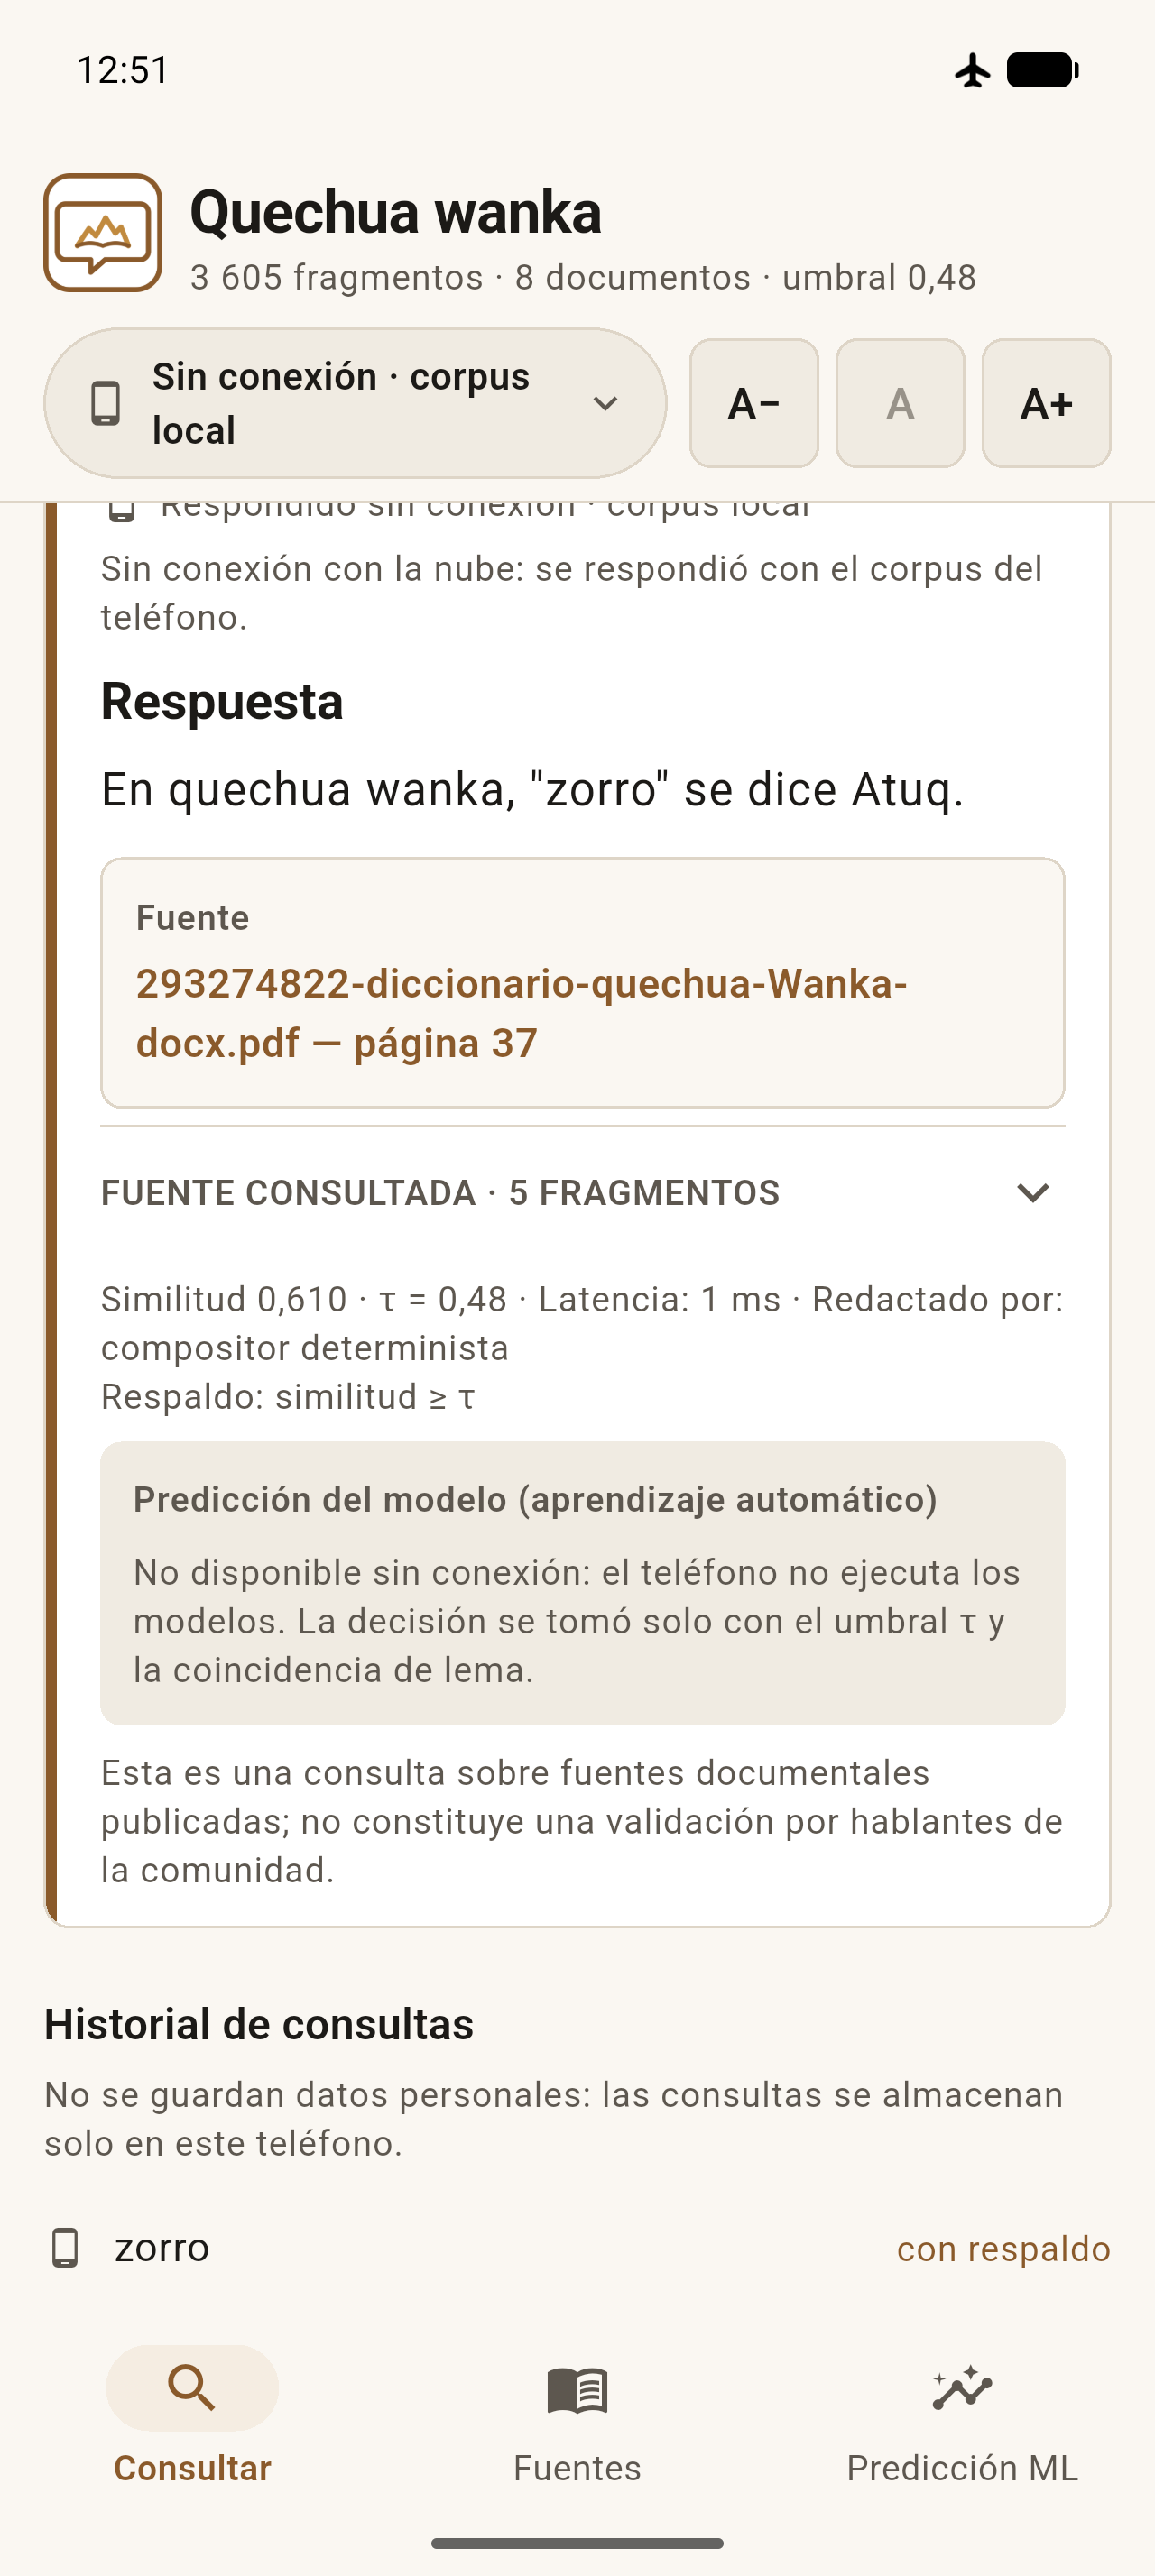 12:51
Quechua wanka
3 605 fragmentos · 8 documentos · umbral 0,48
Sin conexión · corpus
local
A−
A
A+
Respondido sin conexión · corpus local
Sin conexión con la nube: se respondió con el corpus del
teléfono.
Respuesta
En quechua wanka, "zorro" se dice Atuq.
Fuente
293274822-diccionario-quechua-Wanka-
docx.pdf — página 37
FUENTE CONSULTADA · 5 FRAGMENTOS
Similitud 0,610 · τ = 0,48 · Latencia: 1 ms · Redactado por:
compositor determinista
Respaldo: similitud ≥ τ
Predicción del modelo (aprendizaje automático)
No disponible sin conexión: el teléfono no ejecuta los
modelos. La decisión se tomó solo con el umbral τ y
la coincidencia de lema.
Esta es una consulta sobre fuentes documentales
publicadas; no constituye una validación por hablantes de
la comunidad.
Historial de consultas
No se guardan datos personales: las consultas se almacenan
solo en este teléfono.
zorro
con respaldo
Consultar
Fuentes
Predicción ML